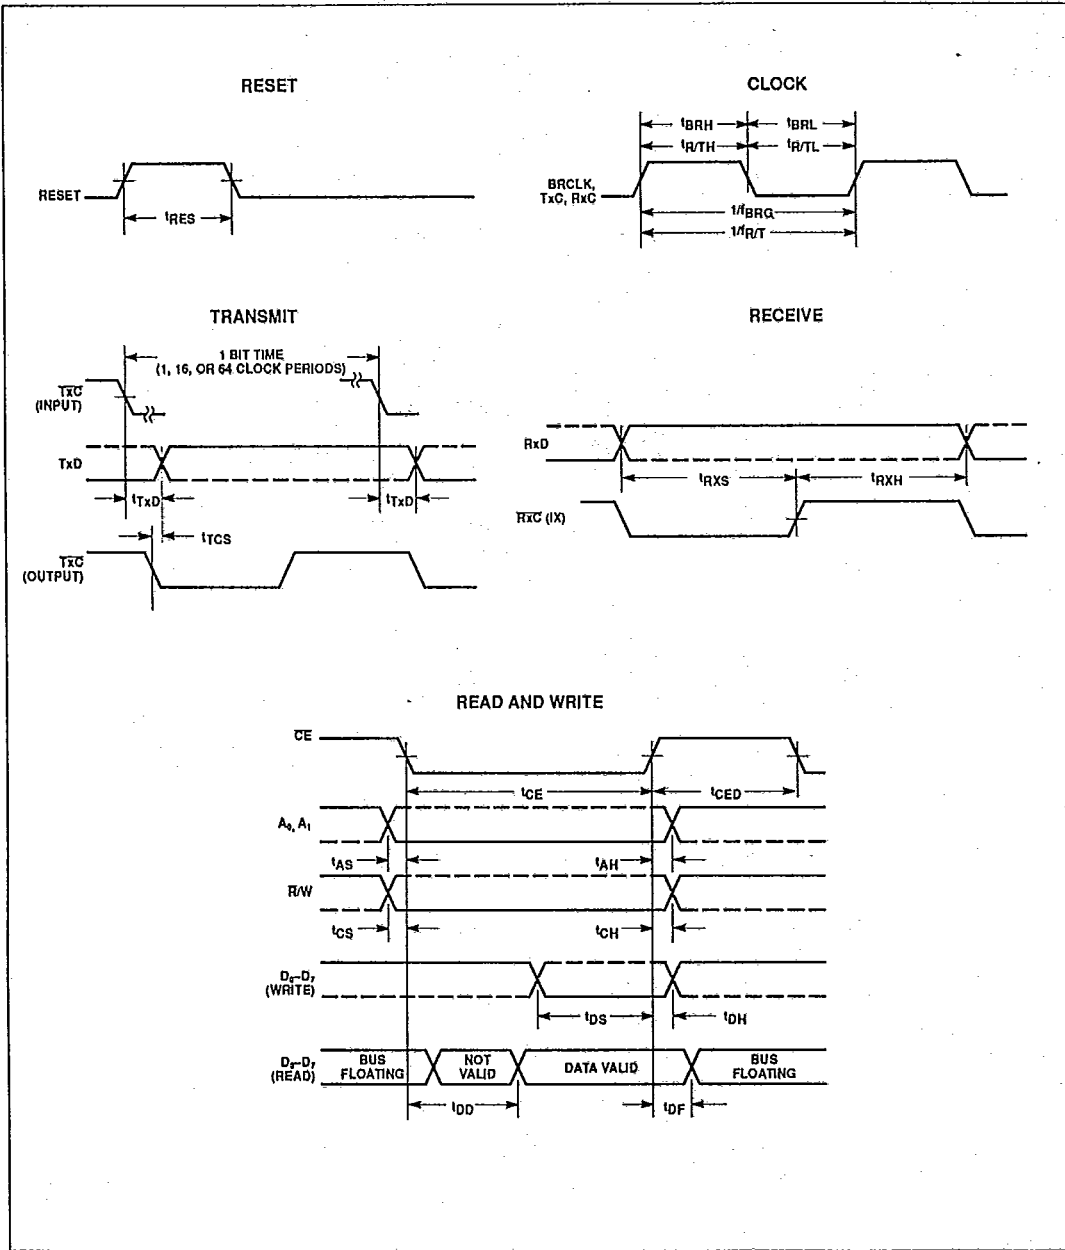 RESET
RESET
tRES
CLOCK
tBRH
tBRL
tR/TH
tR/TL
BRCLK,
TxC, RxC
1/fBRG
1/fR/T
TRANSMIT
1 BIT TIME
(1, 16, OR 64 CLOCK PERIODS)
TxC
(INPUT)
TxD
tTxD
tTxD
tTCS
TxC
(OUTPUT)
RECEIVE
RxD
tRXS
tRXH
RxC (IX)
READ AND WRITE
CE
tCE
tCED
A0, A1
tAS
tAH
R/W
tCS
tCH
D0–D7
(WRITE)
tDS
tDH
D0–D7
(READ)
BUS
FLOATING
NOT
VALID
DATA VALID
BUS
FLOATING
tDD
tDF